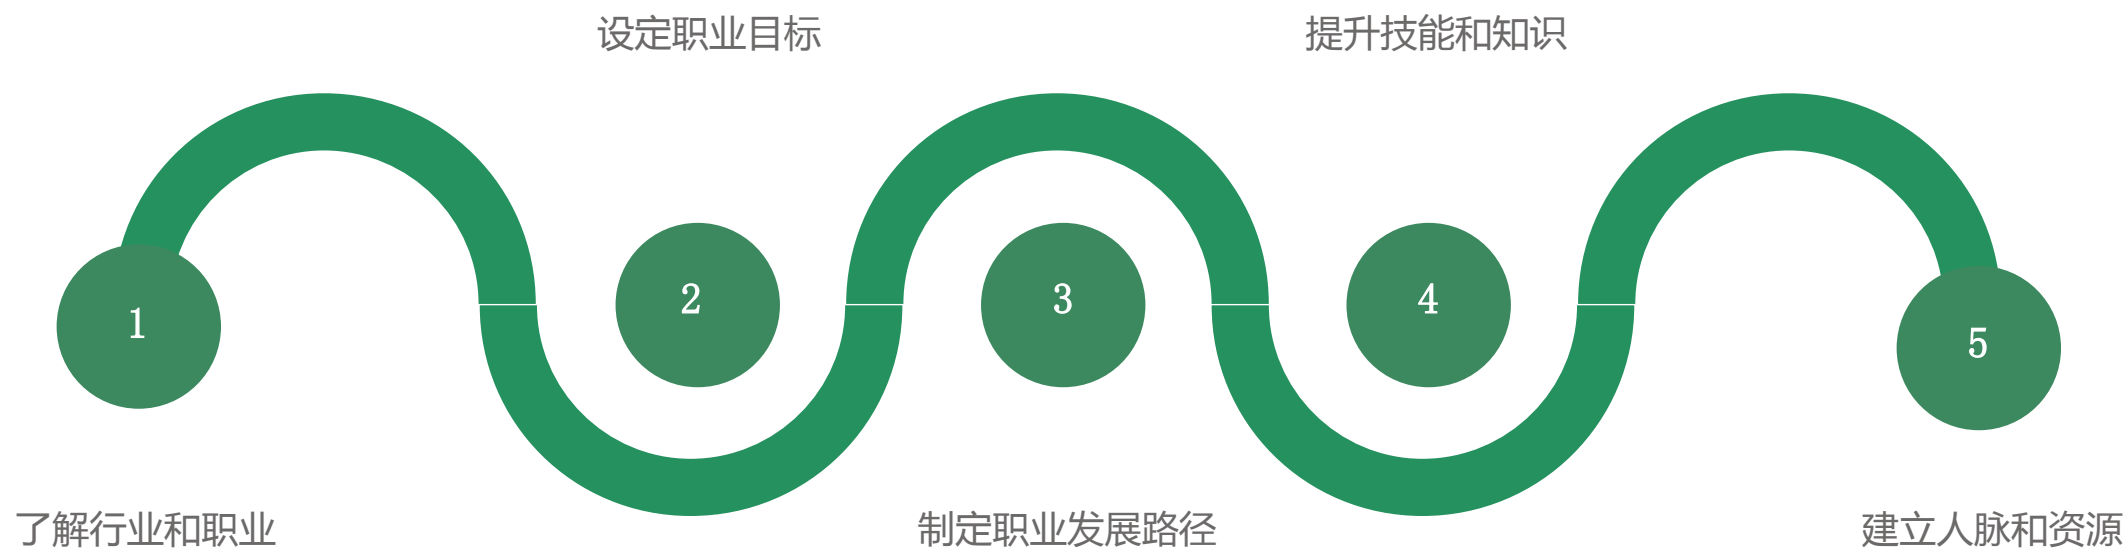 设定职业目标
提升技能和知识
1
2
3
4
5
了解行业和职业
制定职业发展路径
建立人脉和资源